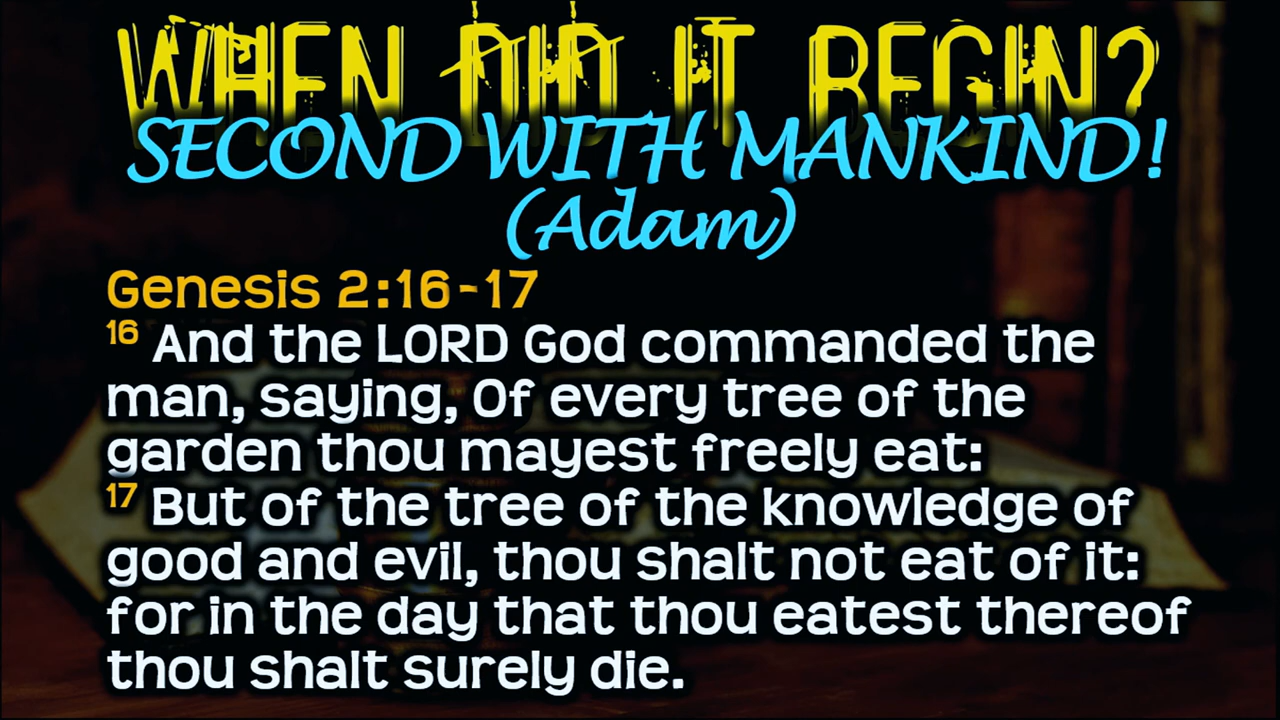 WHEN DID IT BEGIN?
SECOND WITH MANKIND!
(Adam)
Genesis 2:16-17
16 And the LORD God commanded the
man, saying, Of every tree of the
garden thou mayest freely eat:
17 But of the tree of the knowledge of
good and evil, thou shalt not eat of it:
for in the day that thou eatest thereof
thou shalt surely die.